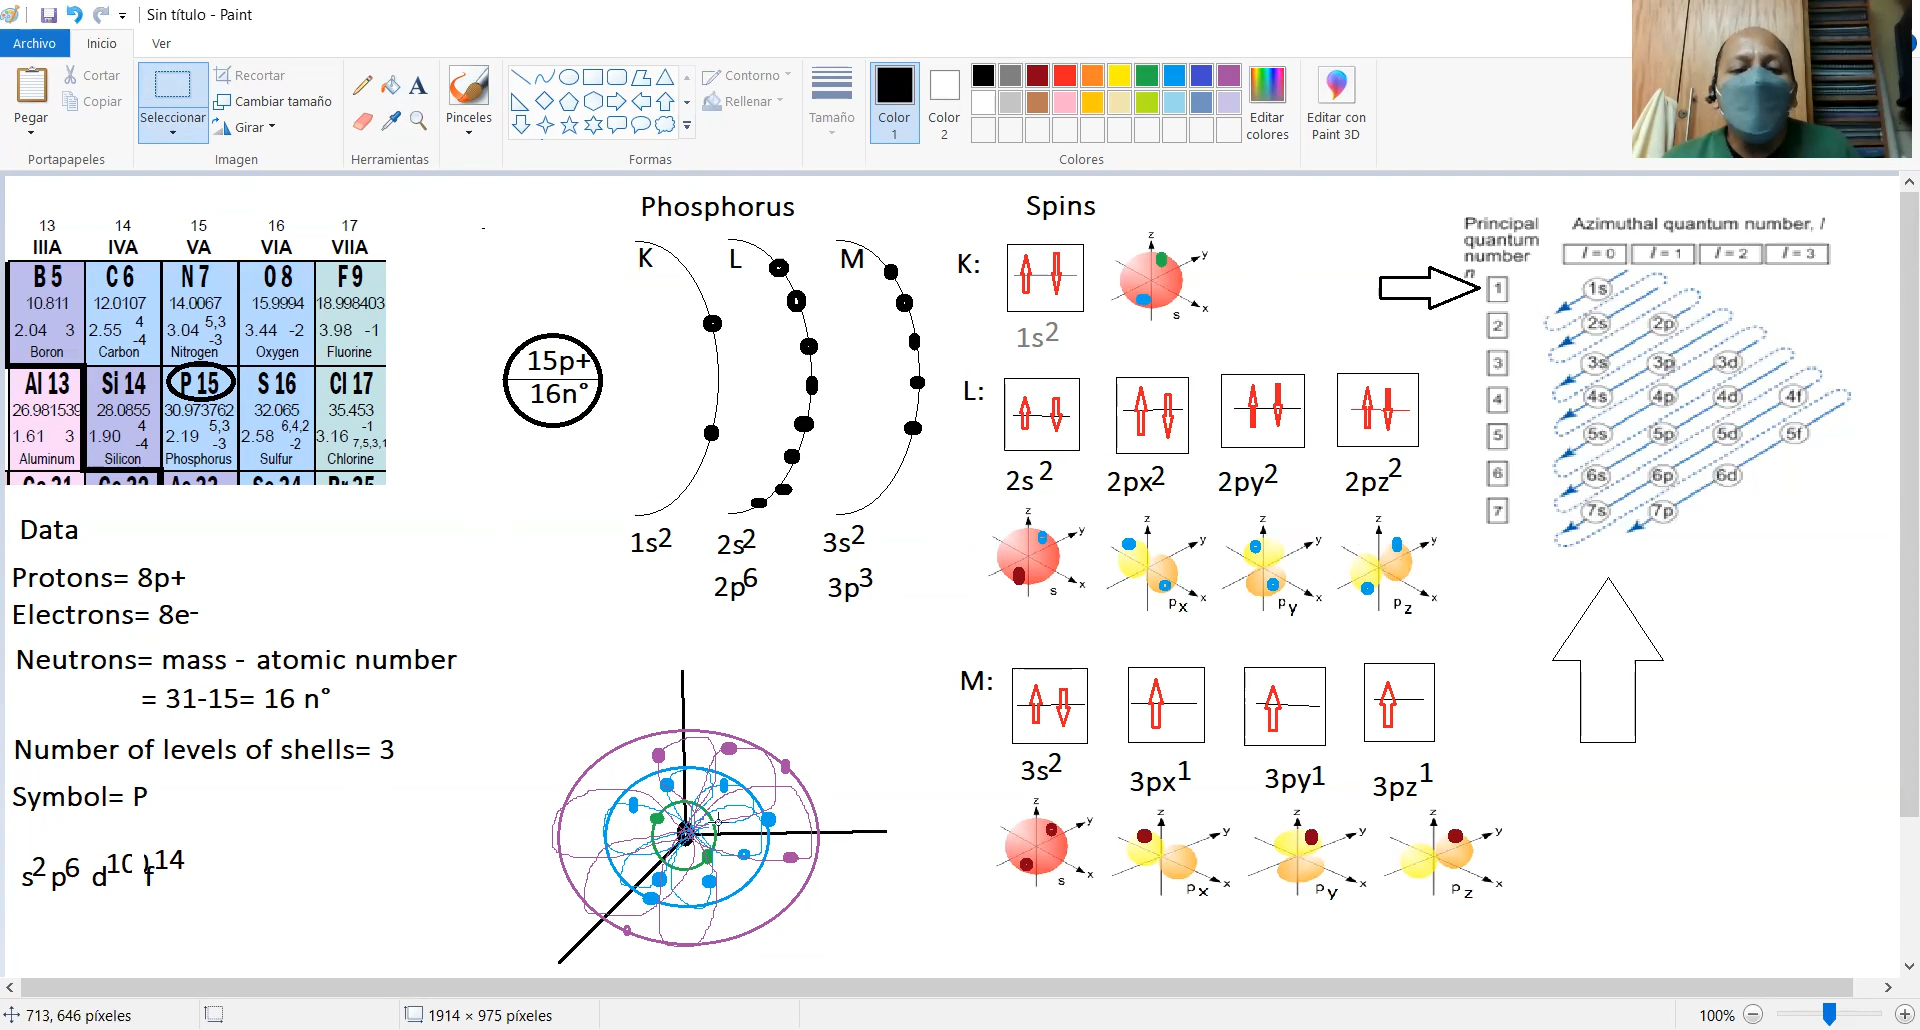 Sin título - Paint
Archivo
Inicio
Ver
Pegar
Cortar
Copiar
Portapapeles
Seleccionar
Recortar
Cambiar tamaño
Girar
Imagen
A
Herramientas
Pinceles
Contorno
Rellenar
Formas
Tamaño
Color 1
Color 2
Editar colores
Editar con Paint 3D
Colores
13 14 15 16 17
IIIA IVA VA VIA VIIA
B 5 C 6 N 7 O 8 F 9
10.811 12.0107 14.0067 15.9994 18.998403
2.04 3 2.55 4 -4 3.04 5,3 -3 3.44 -2 3.98 -1
Boron Carbon Nitrogen Oxygen Fluorine
Al 13 Si 14 P 15 S 16 Cl 17
26.981539 28.0855 30.973762 32.065 35.453
1.61 3 1.90 4 -4 2.19 5,3 -3 2.58 6,4,2 -2 3.16 -1 7,5,3,1
Aluminum Silicon Phosphorus Sulfur Chlorine
Data
Protons= 8p+
Electrons= 8e-
Neutrons= mass - atomic number
= 31-15= 16 n°
Number of levels of shells= 3
Symbol= P
s2 p6 d10 f14
Phosphorus
K L M
15p+
16n°
1s2 2s2 3s2
2p6 3p3
Spins
K:
1s2
z y x s
L:
2s2 2px2 2py2 2pz2
z y x s
z y x Px
z y x Py
z y x Pz
M:
3s2 3px1 3py1 3pz1
z y x s
z y x Px
z y x Py
z y x Pz
Principal quantum number n
Azimuthal quantum number, l
l = 0 l = 1 l = 2 l = 3
1 1s
2 2s 2p
3 3s 3p 3d
4 4s 4p 4d 4f
5 5s 5p 5d 5f
6 6s 6p 6d
7 7s 7p
713, 646 píxeles
1914 × 975 píxeles
100%